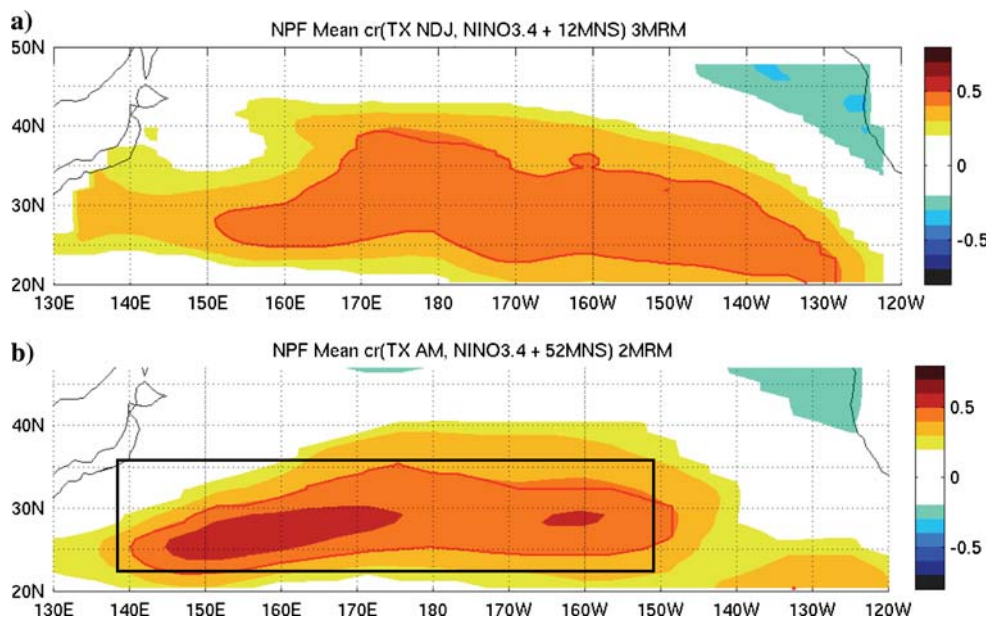 a)
NPF Mean cr(TX NDJ, NINO3.4 + 12MNS) 3MRM
50N
40N
30N
20N
130E 140E 150E 160E 170E 180 170W 160W 150W 140W 130W 120W
0.5
0
-0.5
b)
NPF Mean cr(TX AM, NINO3.4 + 52MNS) 2MRM
40N
30N
20N
130E 140E 150E 160E 170E 180 170W 160W 150W 140W 130W 120W
0.5
0
-0.5